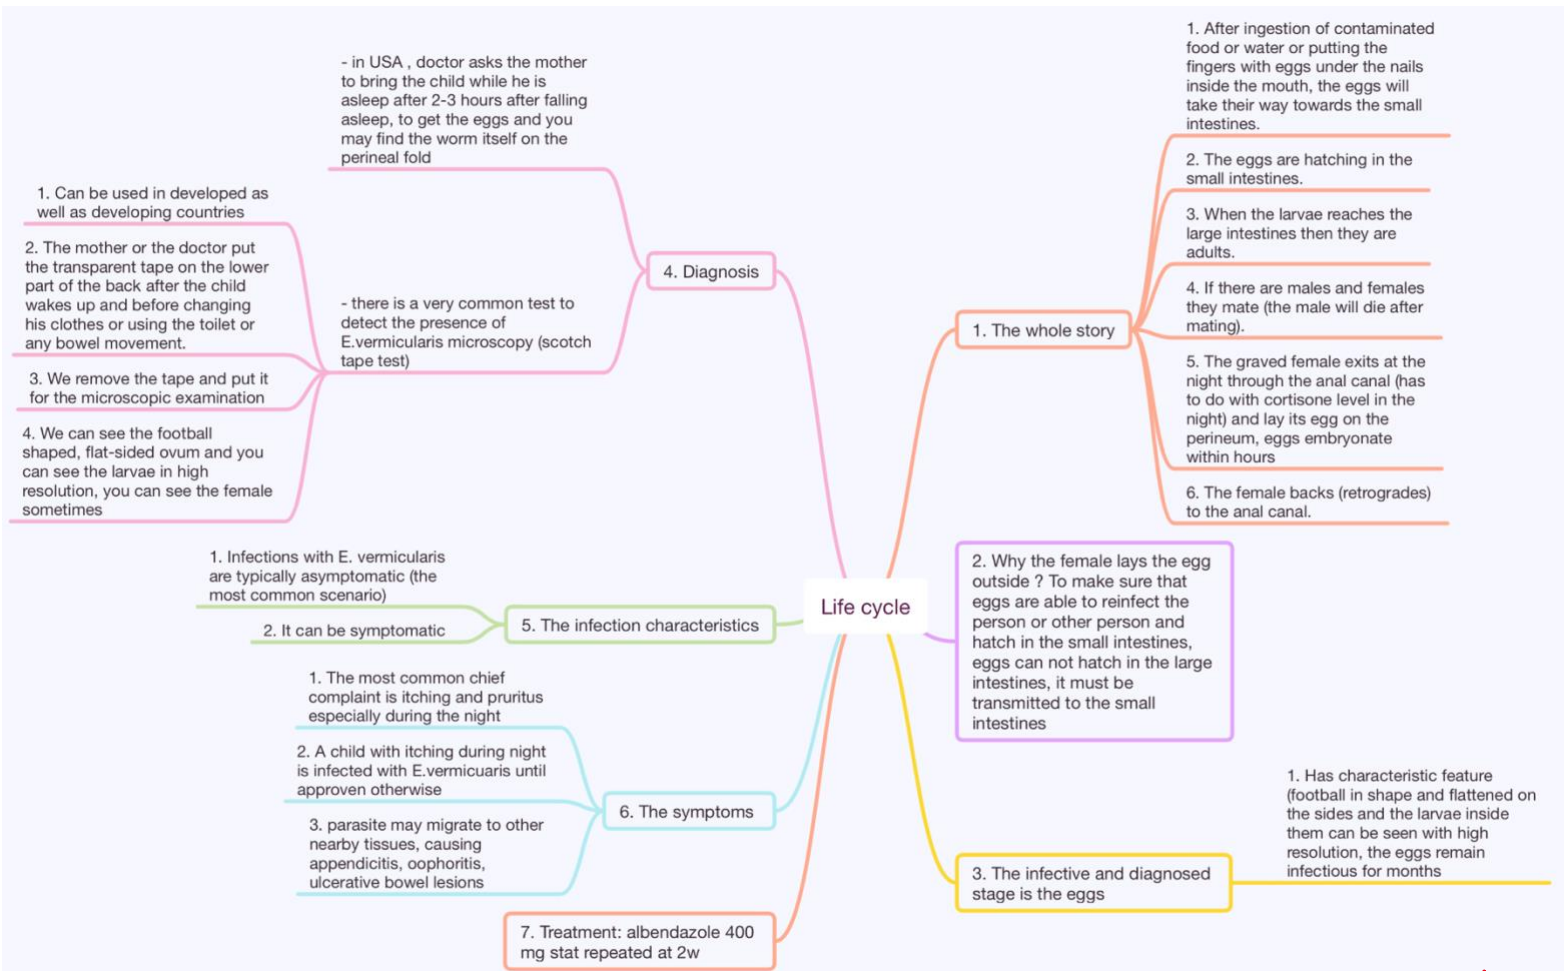 Life cycle
1. The whole story
1. After ingestion of contaminated
food or water or putting the
fingers with eggs under the nails
inside the mouth, the eggs will
take their way towards the small
intestines.
2. The eggs are hatching in the
small intestines.
3. When the larvae reaches the
large intestines then they are
adults.
4. If there are males and females
they mate (the male will die after
mating).
5. The graved female exits at the
night through the anal canal (has
to do with cortisone level in the
night) and lay its egg on the
perineum, eggs embryonate
within hours
6. The female backs (retrogrades)
to the anal canal.
2. Why the female lays the egg
outside ? To make sure that
eggs are able to reinfect the
person or other person and
hatch in the small intestines,
eggs can not hatch in the large
intestines, it must be
transmitted to the small
intestines
3. The infective and diagnosed
stage is the eggs
1. Has characteristic feature
(football in shape and flattened on
the sides and the larvae inside
them can be seen with high
resolution, the eggs remain
infectious for months
4. Diagnosis
- in USA , doctor asks the mother
to bring the child while he is
asleep after 2-3 hours after falling
asleep, to get the eggs and you
may find the worm itself on the
perineal fold
- there is a very common test to
detect the presence of
E.vermicularis microscopy (scotch
tape test)
1. Can be used in developed as
well as developing countries
2. The mother or the doctor put
the transparent tape on the lower
part of the back after the child
wakes up and before changing
his clothes or using the toilet or
any bowel movement.
3. We remove the tape and put it
for the microscopic examination
4. We can see the football
shaped, flat-sided ovum and you
can see the larvae in high
resolution, you can see the female
sometimes
5. The infection characteristics
1. Infections with E. vermicularis
are typically asymptomatic (the
most common scenario)
2. It can be symptomatic
6. The symptoms
1. The most common chief
complaint is itching and pruritus
especially during the night
2. A child with itching during night
is infected with E.vermicuaris until
approven otherwise
3. parasite may migrate to other
nearby tissues, causing
appendicitis, oophoritis,
ulcerative bowel lesions
7. Treatment: albendazole 400
mg stat repeated at 2w